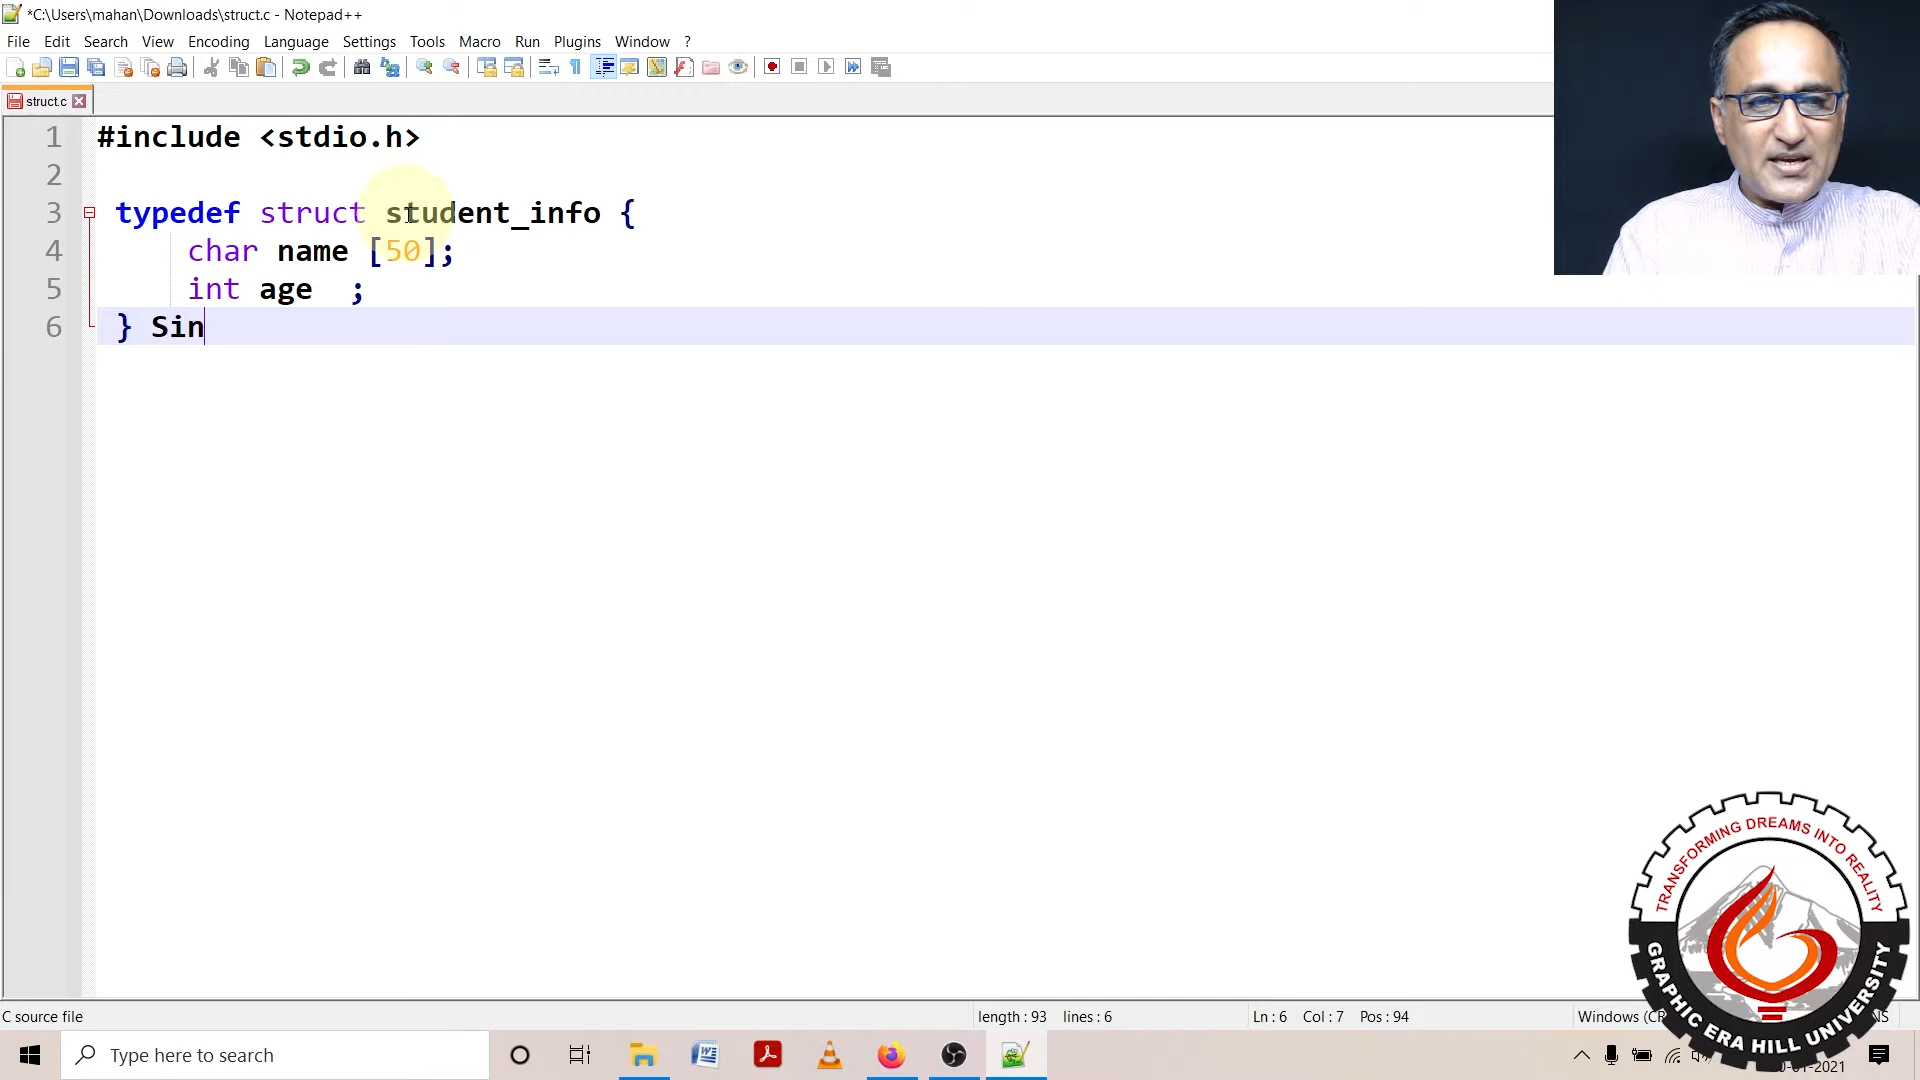 *C:\Users\mahan\Downloads\struct.c - Notepad++
File Edit Search View Encoding Language Settings Tools Macro Run Plugins Window ?
struct.c
1 #include <stdio.h>
2
3 typedef struct student_info {
4 char name [50];
5 int age  ;
6 } Sin
TRANSFORMING DREAMS INTO REALITY
GRAPHIC ERA HILL UNIVERSITY
C source file length : 93 lines : 6 Ln : 6 Col : 7 Pos : 94 Windows
Type here to search